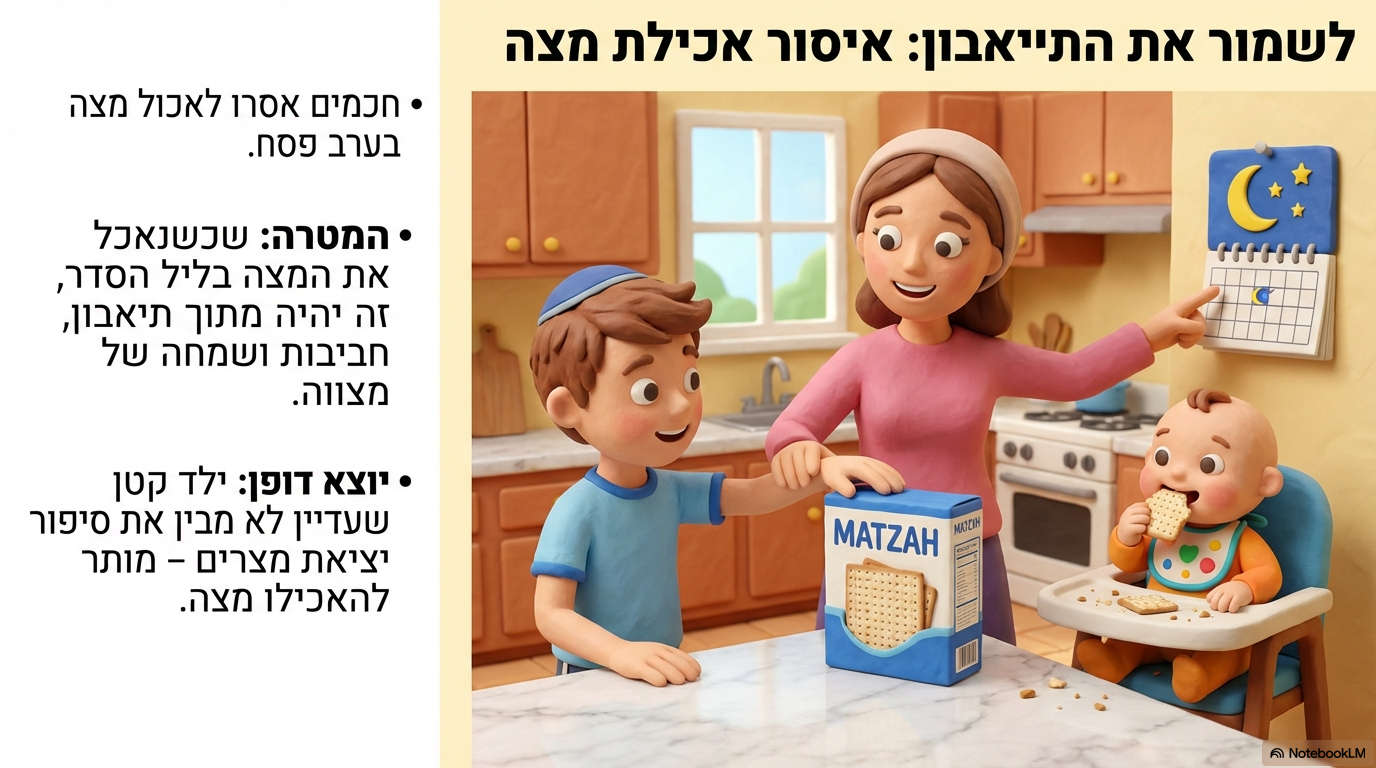 לשמור את התייאבון: איסור אכילת מצה
• חכמים אסרו לאכול מצה
בערב פסח.
• המטרה: שכשנאכל
את המצה בליל הסדר,
זה יהיה מתוך תיאבון,
חביבות ושמחה של
מצווה.
• יוצא דופן: ילד קטן
שעדיין לא מבין את סיפור
יציאת מצרים – מותר
להאכילו מצה.
MATZAH
MATZAH
NotebookLM